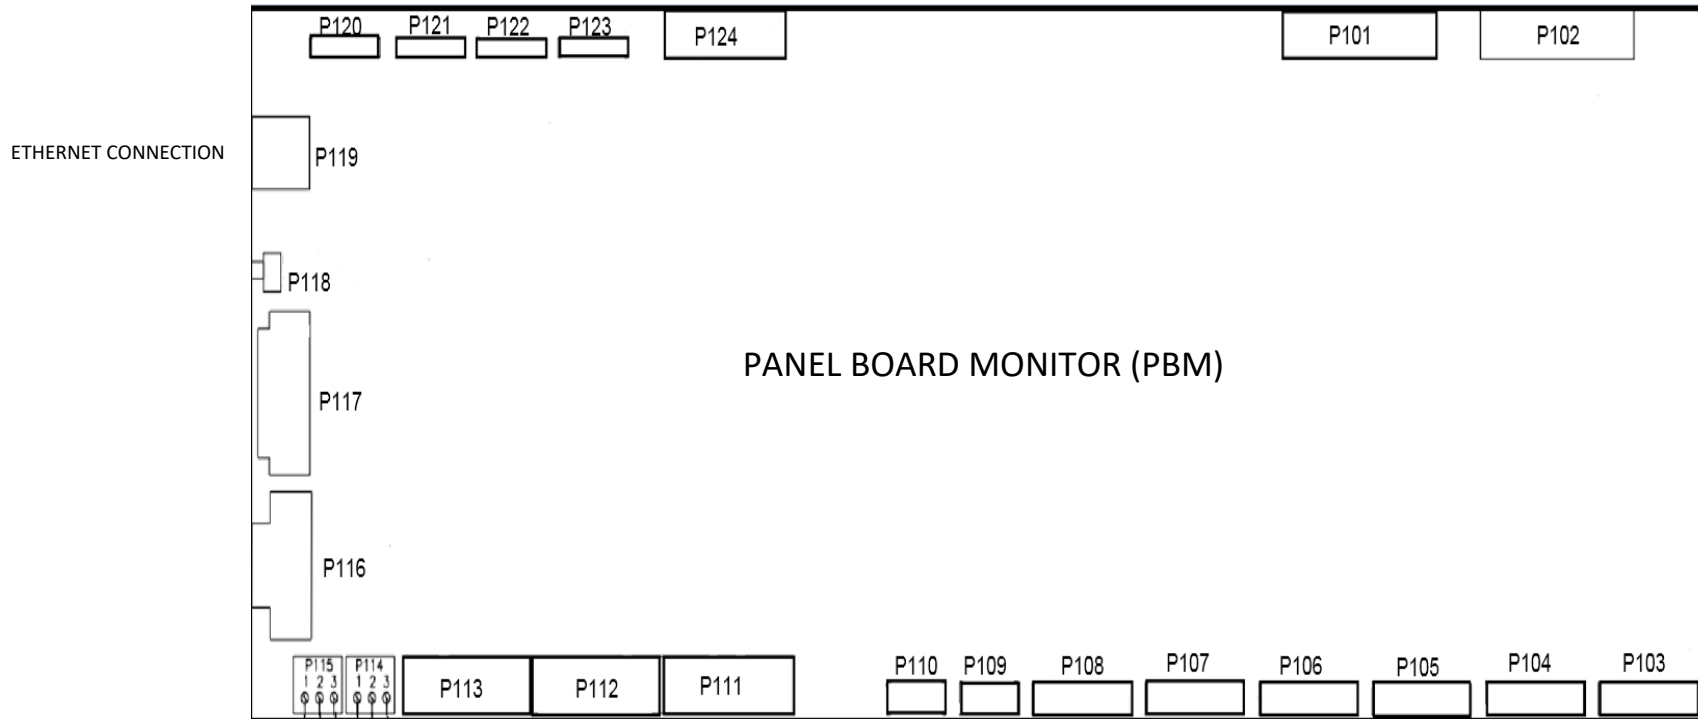 P120 P121 P122 P123 P124 P101 P102
ETHERNET CONNECTION P119
P118
PANEL BOARD MONITOR (PBM)
P117
P116
P115 P114 P113 P112 P111 P110 P109 P108 P107 P106 P105 P104 P103
1 2 3 1 2 3